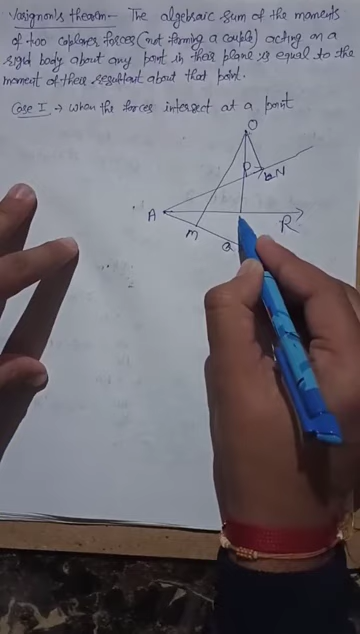 Varignon's theorem - The algebraic sum of the moments
of two coplaner forces (not forming a couple) acting on a
rigid body about any point in their plane is equal to the
moment of their resultant about that point.
Case I → When the forces intersect at a point
O
P
N
A
M
Q
R